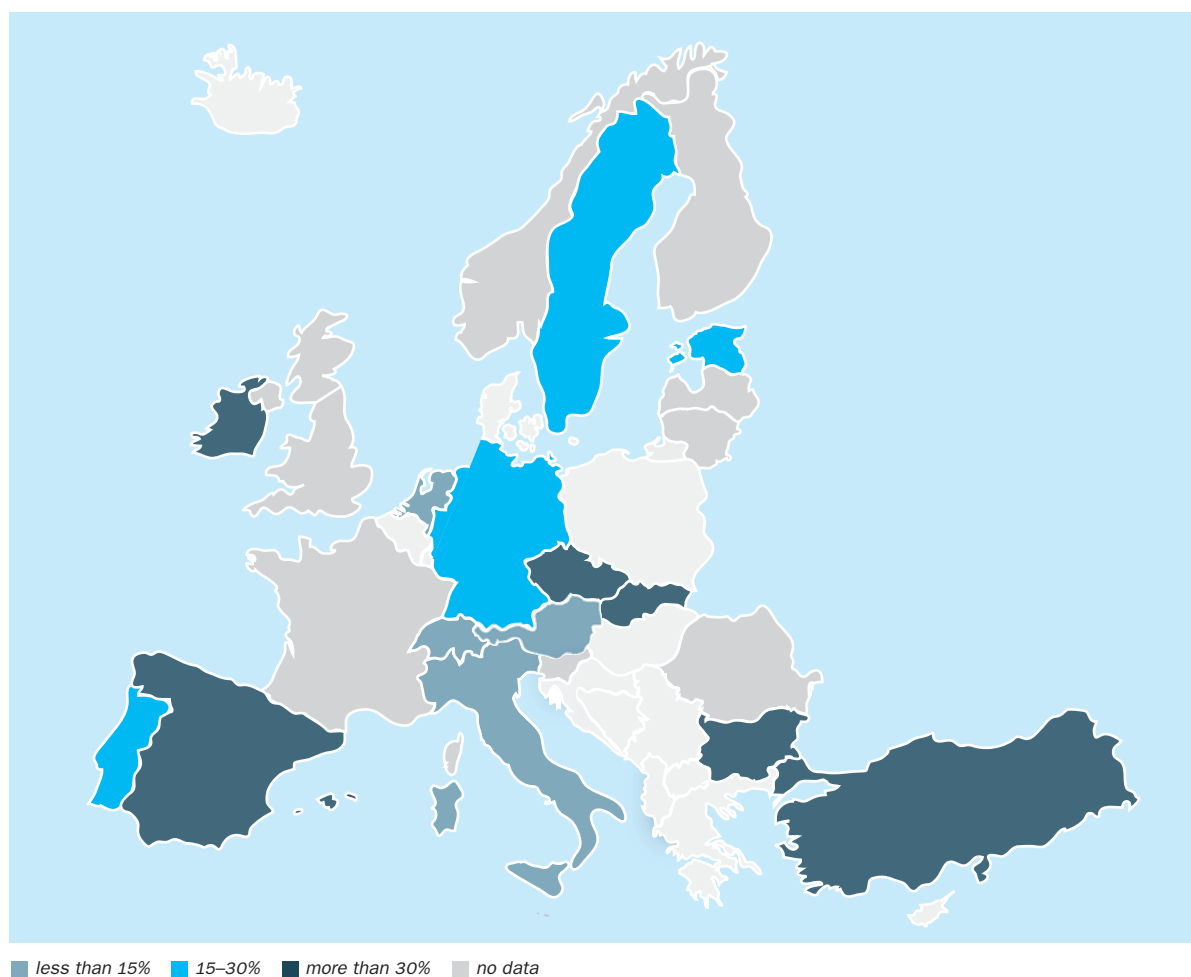 less than 15% 15–30% more than 30% no data